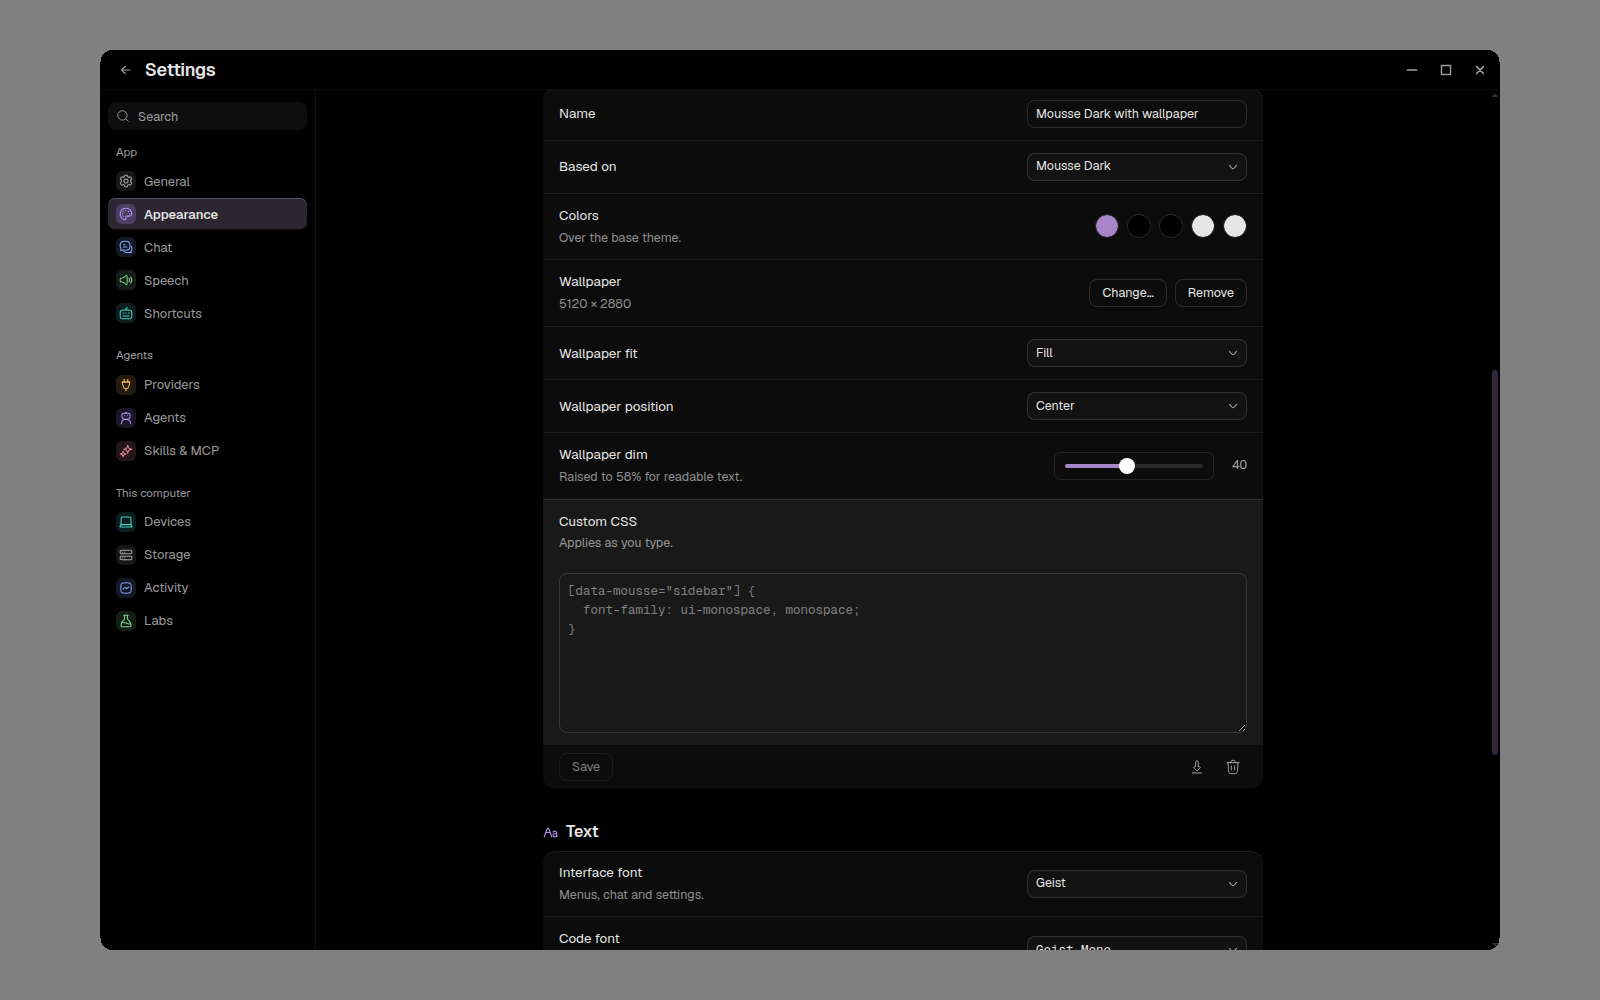 Settings
Search
App
General
Appearance
Chat
Speech
Shortcuts
Agents
Providers
Agents
Skills & MCP
This computer
Devices
Storage
Activity
Labs
Name
Mousse Dark with wallpaper
Based on
Mousse Dark
Colors
Over the base theme.
Wallpaper
5120 × 2880
Change...
Remove
Wallpaper fit
Fill
Wallpaper position
Center
Wallpaper dim
Raised to 58% for readable text.
40
Custom CSS
Applies as you type.
[data-mousse="sidebar"] {
  font-family: ui-monospace, monospace;
}
Save
Aa Text
Interface font
Menus, chat and settings.
Geist
Code font
Geist Mono